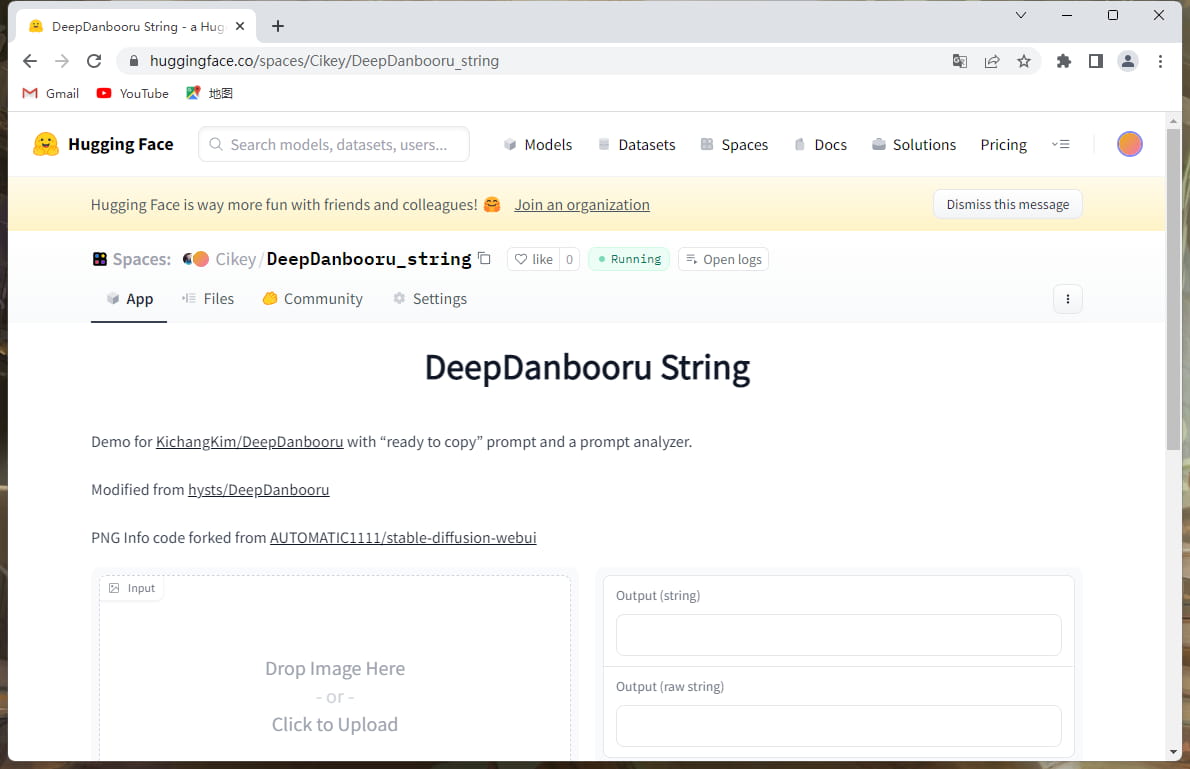 DeepDanbooru String - a Hug
huggingface.co/spaces/Cikey/DeepDanbooru_string
Gmail YouTube 地图
Hugging Face Search models, datasets, users... Models Datasets Spaces Docs Solutions Pricing
Hugging Face is way more fun with friends and colleagues! 🤗 Join an organization Dismiss this message
Spaces: Cikey/DeepDanbooru_string like 0 Running Open logs
App Files Community Settings
DeepDanbooru String
Demo for KichangKim/DeepDanbooru with “ready to copy” prompt and a prompt analyzer.
Modified from hysts/DeepDanbooru
PNG Info code forked from AUTOMATIC1111/stable-diffusion-webui
Input
Drop Image Here
- or -
Click to Upload
Output (string)
Output (raw string)